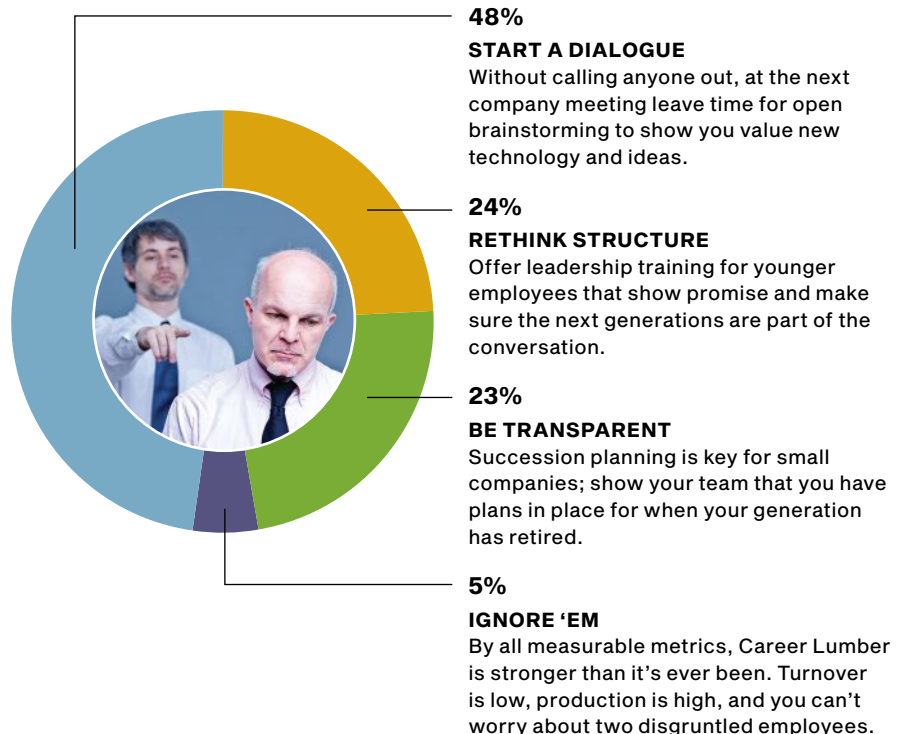 48%
START A DIALOGUE
Without calling anyone out, at the next
company meeting leave time for open
brainstorming to show you value new
technology and ideas.
24%
RETHINK STRUCTURE
Offer leadership training for younger
employees that show promise and make
sure the next generations are part of the
conversation.
23%
BE TRANSPARENT
Succession planning is key for small
companies; show your team that you have
plans in place for when your generation
has retired.
5%
IGNORE ‘EM
By all measurable metrics, Career Lumber
is stronger than it’s ever been. Turnover
is low, production is high, and you can’t
worry about two disgruntled employees.